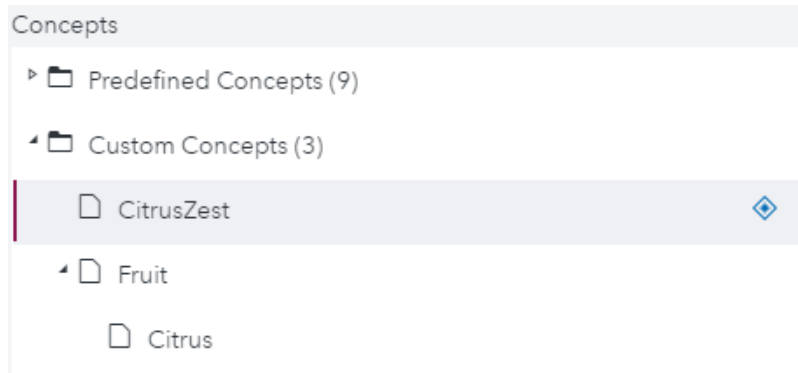 Concepts
Predefined Concepts (9)
Custom Concepts (3)
CitrusZest
Fruit
Citrus